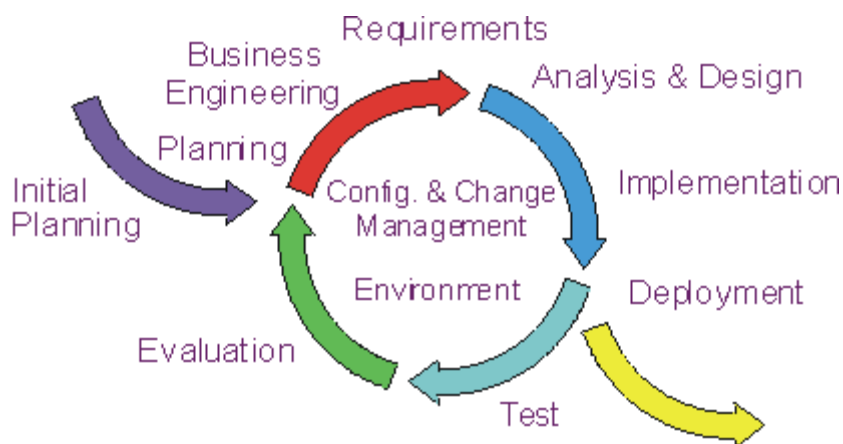 Requirements
Business
Engineering
Analysis & Design
Planning
Initial
Planning
Config. & Change
Management
Implementation
Environment
Deployment
Evaluation
Test